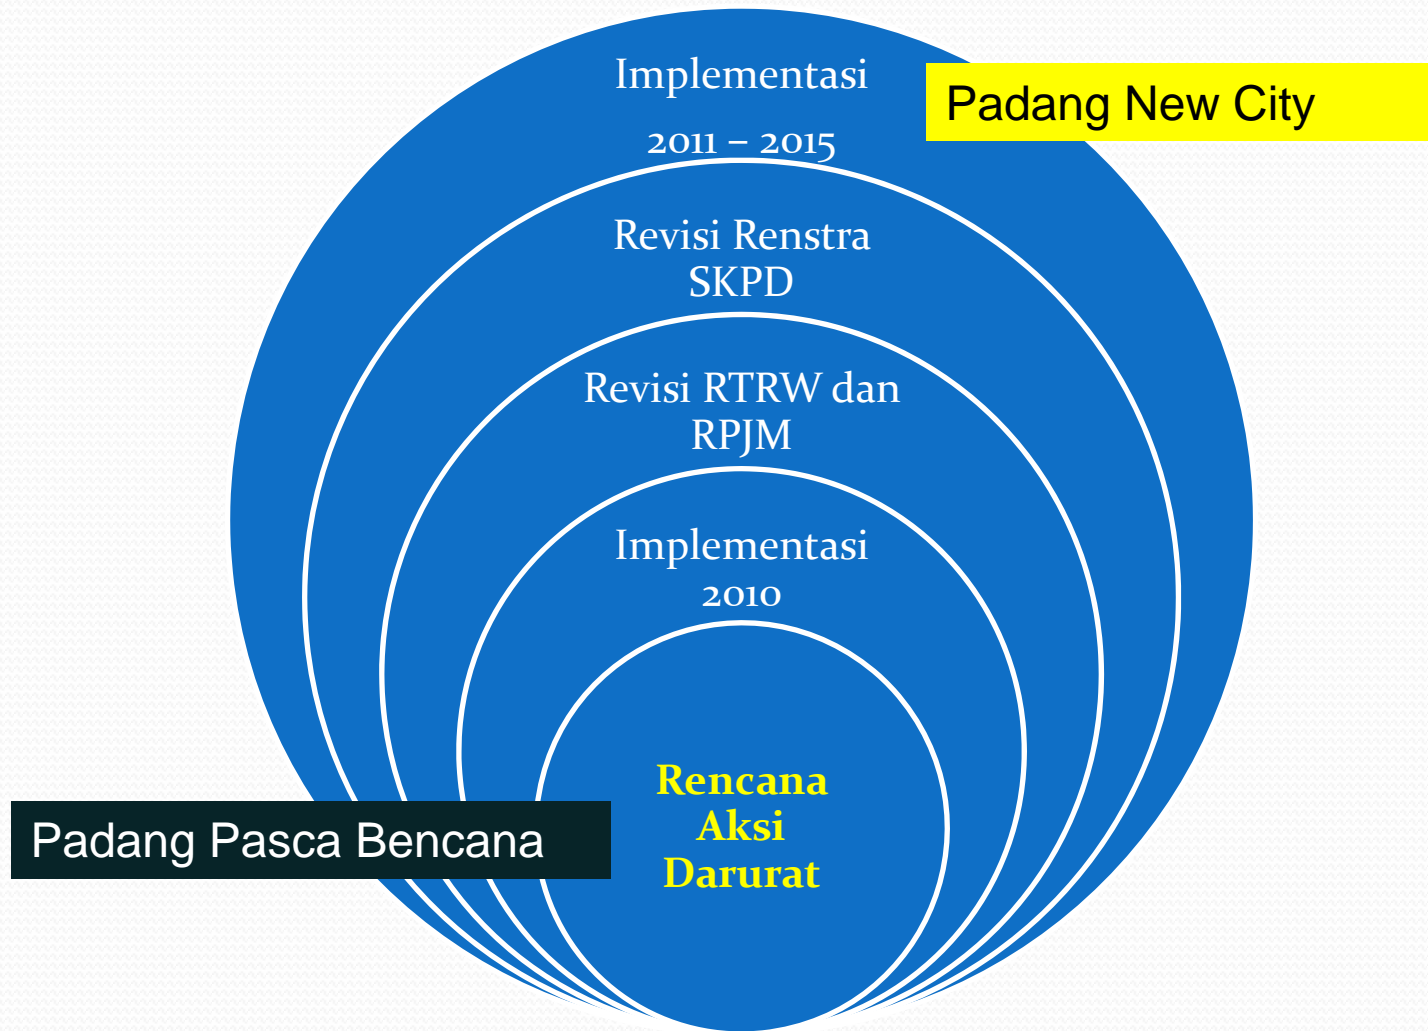 Implementasi
2011 – 2015
Padang New City
Revisi Renstra
SKPD
Revisi RTRW dan
RPJM
Implementasi
2010
Rencana
Aksi
Darurat
Padang Pasca Bencana